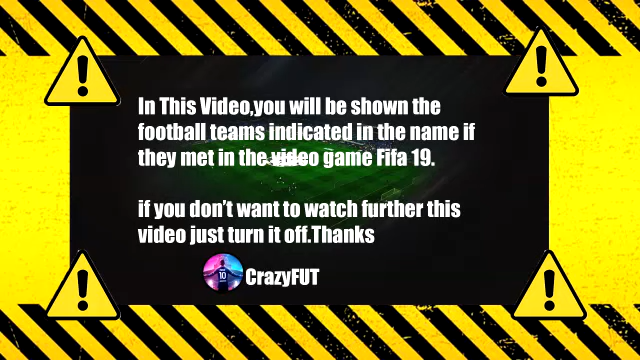 In This Video,you will be shown the
football teams indicated in the name if
they met in the video game Fifa 19.
if you don't want to watch further this
video just turn it off.Thanks
10
CrazyFUT